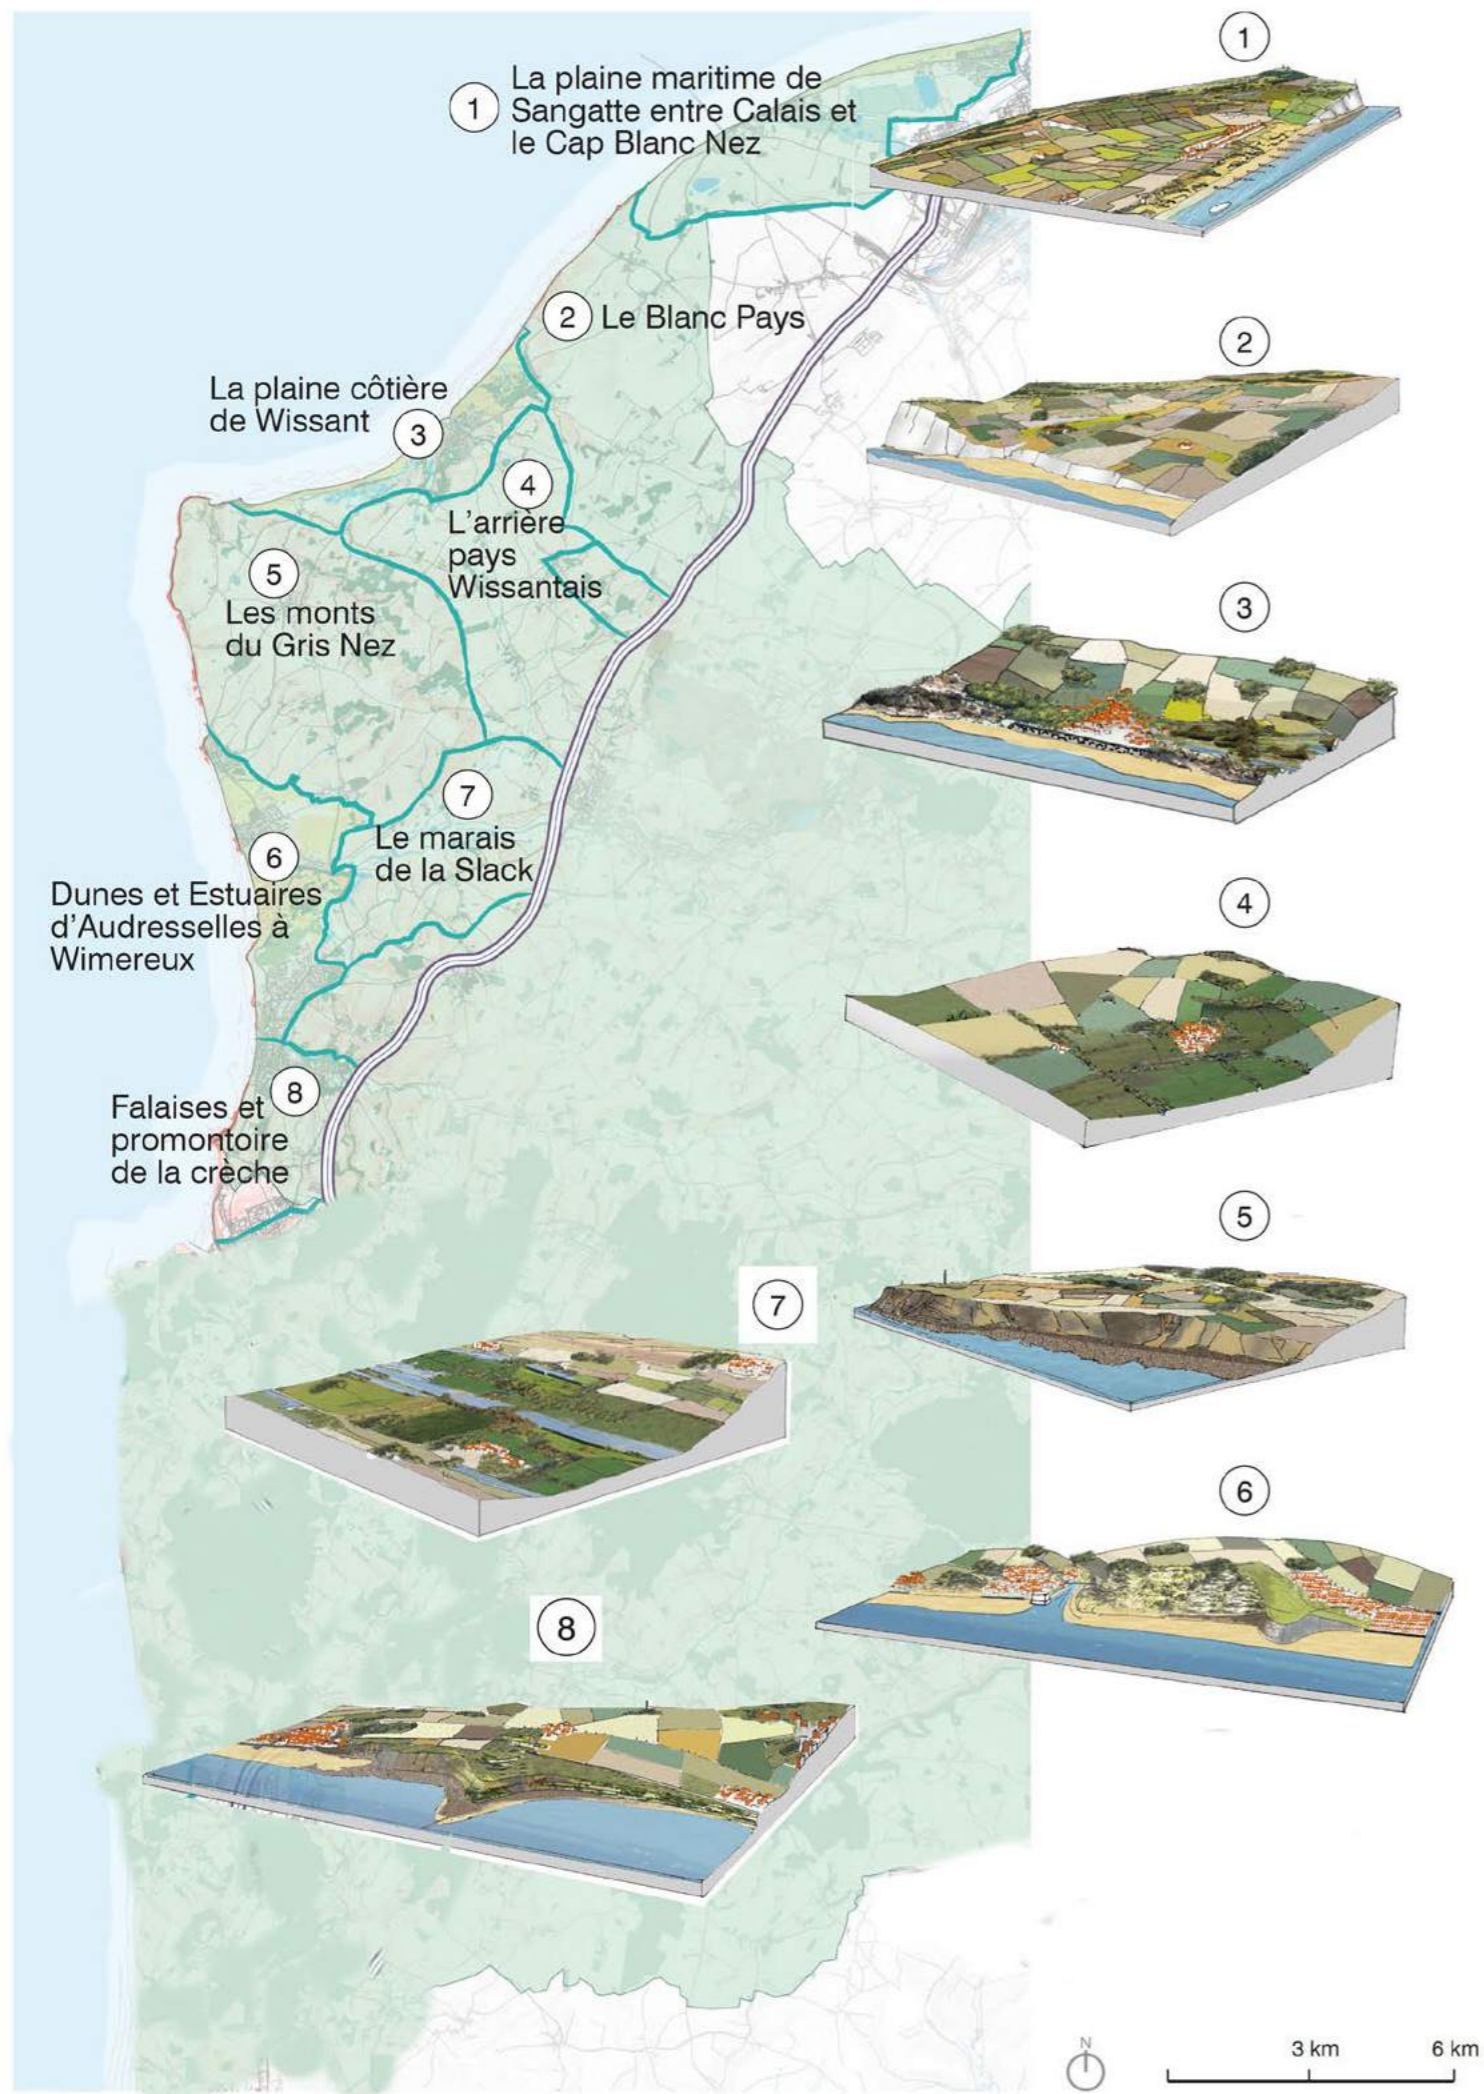 1
La plaine maritime de
Sangatte entre Calais et
le Cap Blanc Nez
1
2 Le Blanc Pays
2
La plaine côtière
de Wissant
3
4
L'arrière
pays
Wissantais
3
5
Les monts
du Gris Nez
7
Le marais
de la Slack
6
Dunes et Estuaires
d'Audresselles à
Wimereux
4
8
Falaises et
promontoire
de la crèche
5
7
6
8
N
3 km
6 km